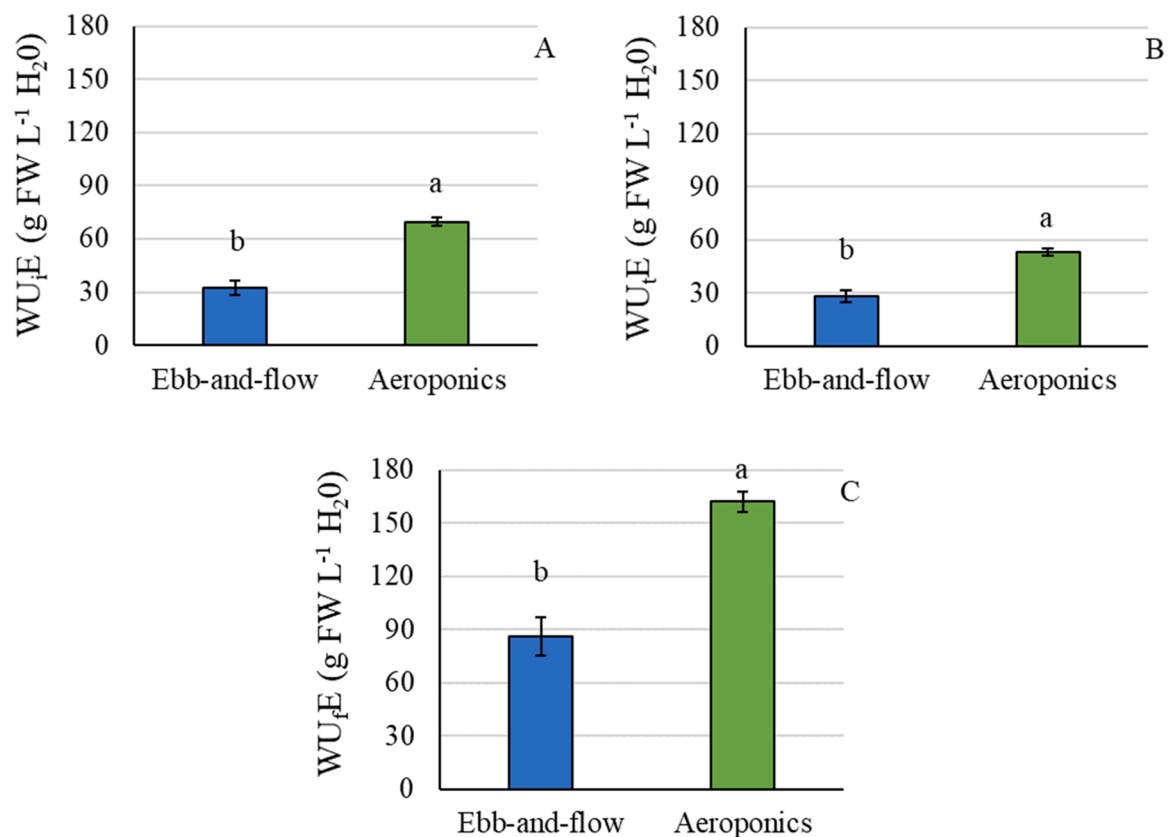 A
WUᵢE (g FW L⁻¹ H₂0)
180
150
120
90
60
30
0
b
a
Ebb-and-flow Aeroponics
B
WUₜE (g FW L⁻¹ H₂0)
180
150
120
90
60
30
0
b
a
Ebb-and-flow Aeroponics
C
WU_fE (g FW L⁻¹ H₂0)
180
150
120
90
60
30
0
b
a
Ebb-and-flow Aeroponics